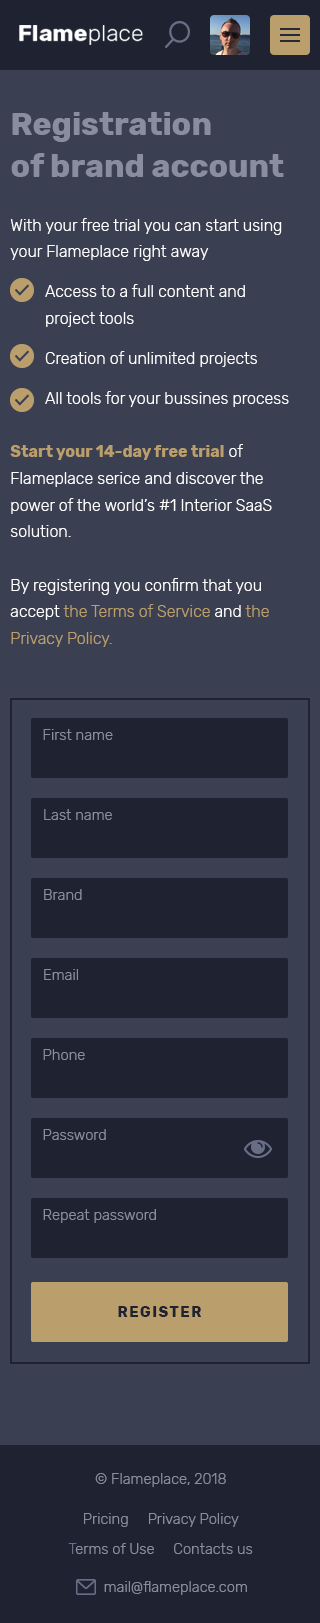 Flameplace
Registration
of brand account
With your free trial you can start using
your Flameplace right away
Access to a full content and
project tools
Creation of unlimited projects
All tools for your bussines process
Start your 14-day free trial of
Flameplace serice and discover the
power of the world's #1 Interior SaaS
solution.
By registering you confirm that you
accept the Terms of Service and the
Privacy Policy.
First name
Last name
Brand
Email
Phone
Password
Repeat password
REGISTER
© Flameplace, 2018
Pricing Privacy Policy
Terms of Use Contacts us
mail@flameplace.com